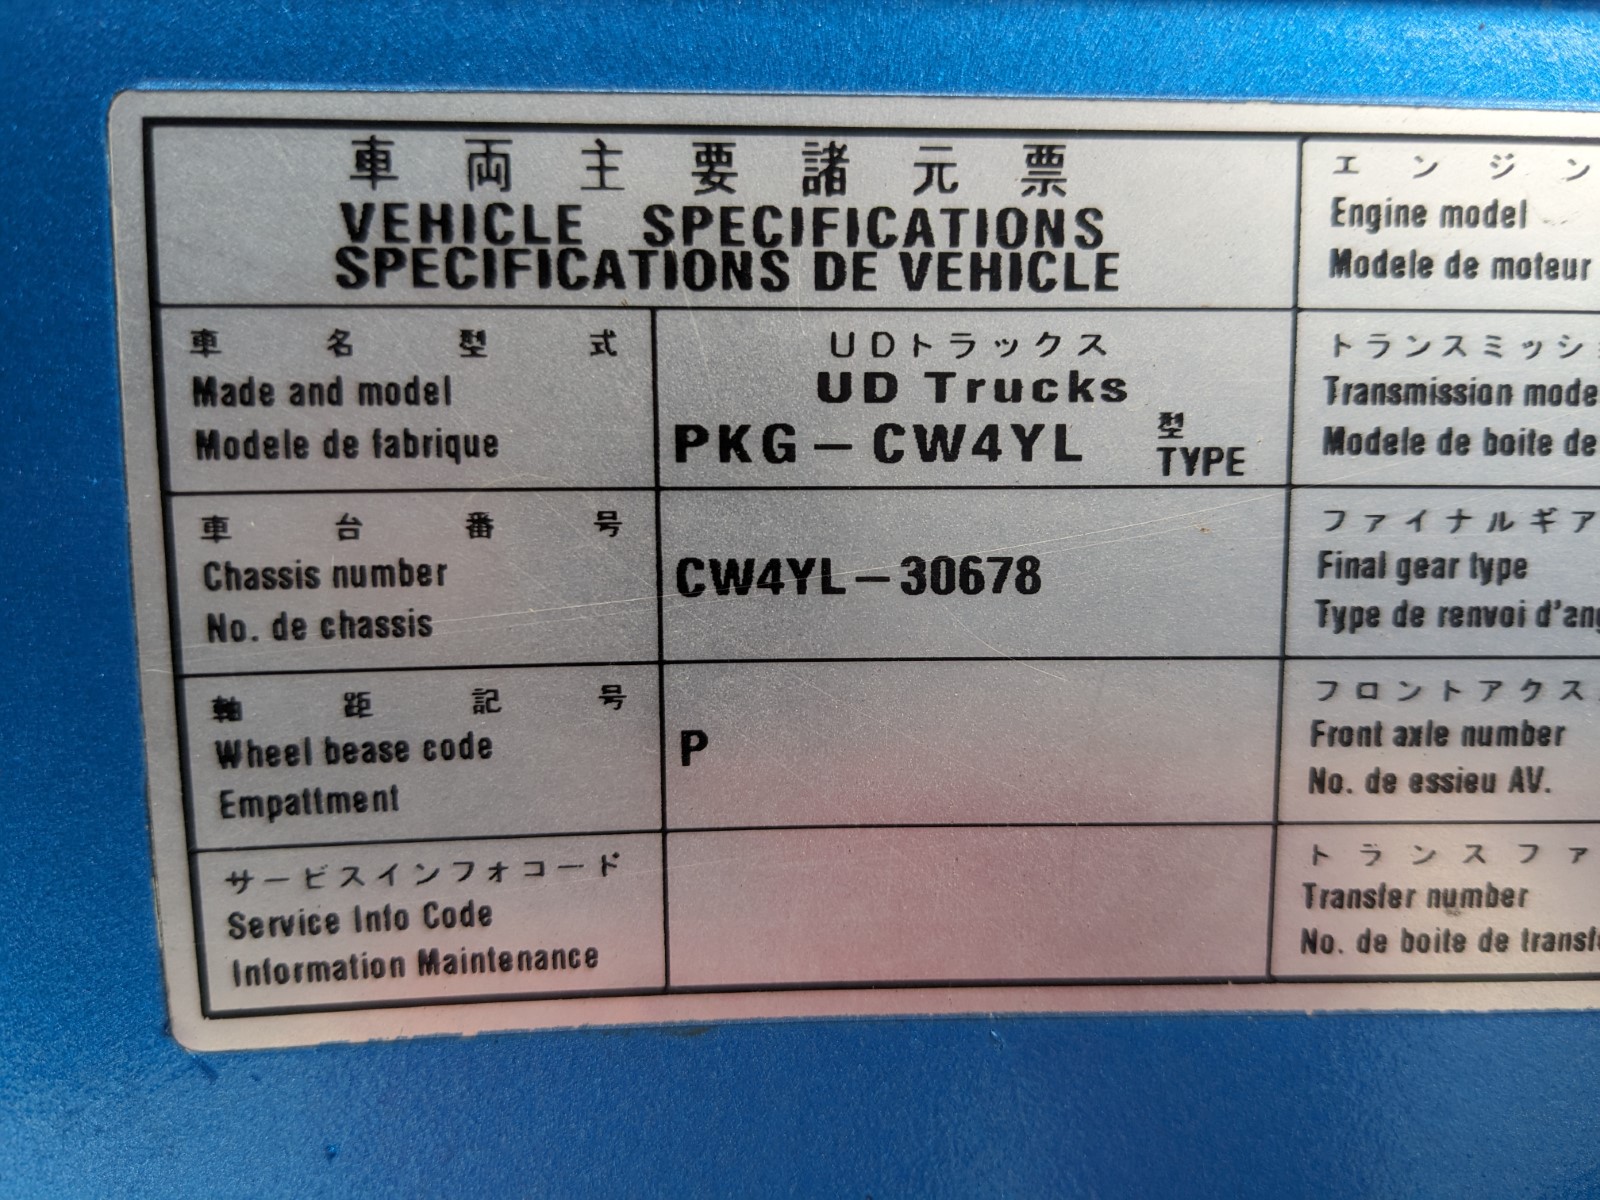 車両主要諸元票
VEHICLE SPECIFICATIONS
SPECIFICATIONS DE VEHICLE
車名型式
Made and model
Modele de fabrique
UDトラックス
UD Trucks
PKG-CW4YL 型 TYPE
車台番号
Chassis number
No. de chassis
CW4YL-30678
軸距記号
Wheel bease code
Empattment
P
サービスインフォコード
Service Info Code
Information Maintenance
エンジン
Engine model
Modele de moteur
トランスミッシ
Transmission mode
Modele de boite de
ファイナルギア
Final gear type
Type de renvoi d'ang
フロントアクス
Front axle number
No. de essieu AV.
トランスファ
Transfer number
No. de boite de transf